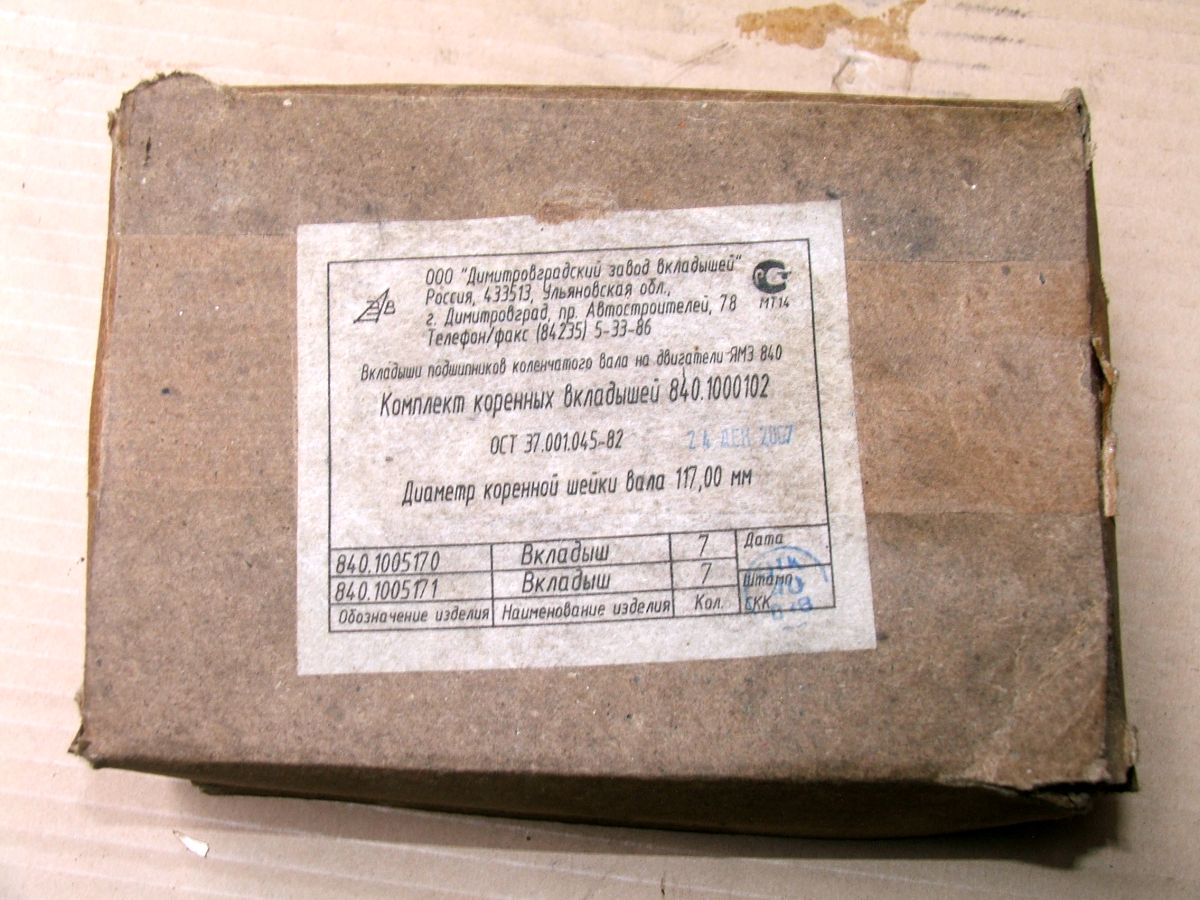 ООО "Димитровградский завод вкладышей"
Россия, 433513, Ульяновская обл.,
г. Димитровград, пр. Автостроителей, 78
Телефон/факс (84235) 5-33-86
МТ14
Вкладыши подшипников коленчатого вала на двигатели ЯМЗ 840
Комплект коренных вкладышей 840.1000102
ОСТ 37.001.045-82 24 ДЕК 2007
Диаметр коренной шейки вала 117,00 мм
840.1005170 Вкладыш 7 Дата
840.1005171 Вкладыш 7 Штамп
Обозначение изделия Наименование изделия Кол. БКК